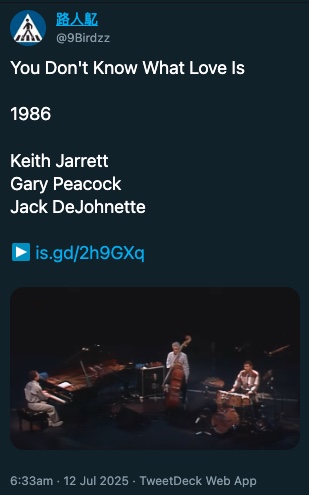 路人鳦
@9Birdzz
You Don't Know What Love Is
1986
Keith Jarrett
Gary Peacock
Jack DeJohnette
is.gd/2h9GXq
6:33am · 12 Jul 2025 · TweetDeck Web App